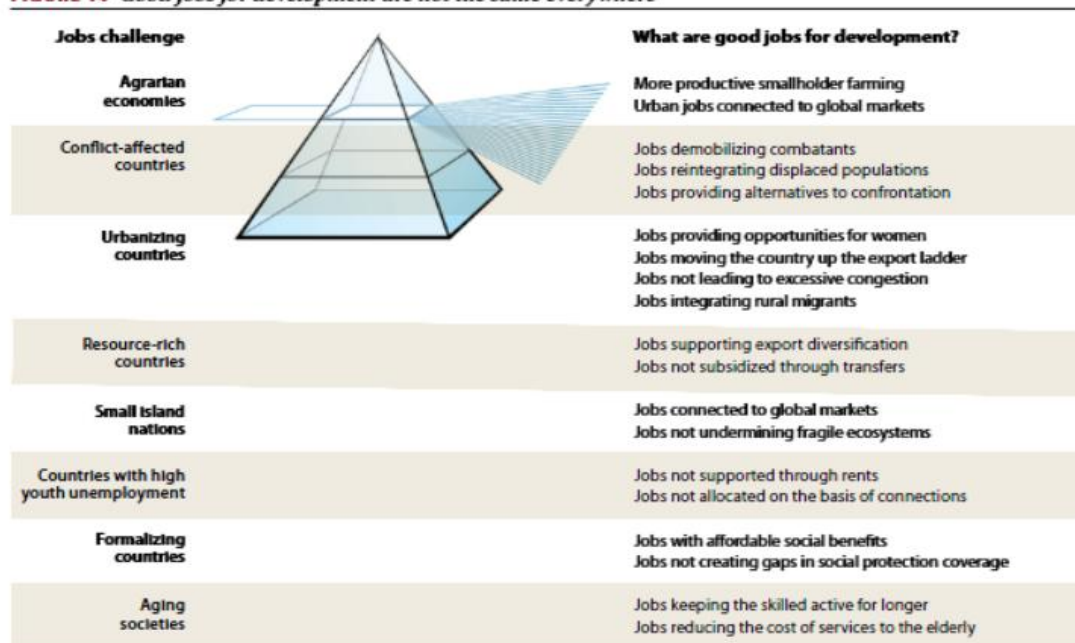 Jobs challenge
What are good jobs for development?
Agrarian
economies
More productive smallholder farming
Urban jobs connected to global markets
Conflict-affected
countries
Jobs demobilizing combatants
Jobs reintegrating displaced populations
Jobs providing alternatives to confrontation
Urbanizing
countries
Jobs providing opportunities for women
Jobs moving the country up the export ladder
Jobs not leading to excessive congestion
Jobs integrating rural migrants
Resource-rich
countries
Jobs supporting export diversification
Jobs not subsidized through transfers
Small island
nations
Jobs connected to global markets
Jobs not undermining fragile ecosystems
Countries with high
youth unemployment
Jobs not supported through rents
Jobs not allocated on the basis of connections
Formalizing
countries
Jobs with affordable social benefits
Jobs not creating gaps in social protection coverage
Aging
societies
Jobs keeping the skilled active for longer
Jobs reducing the cost of services to the elderly